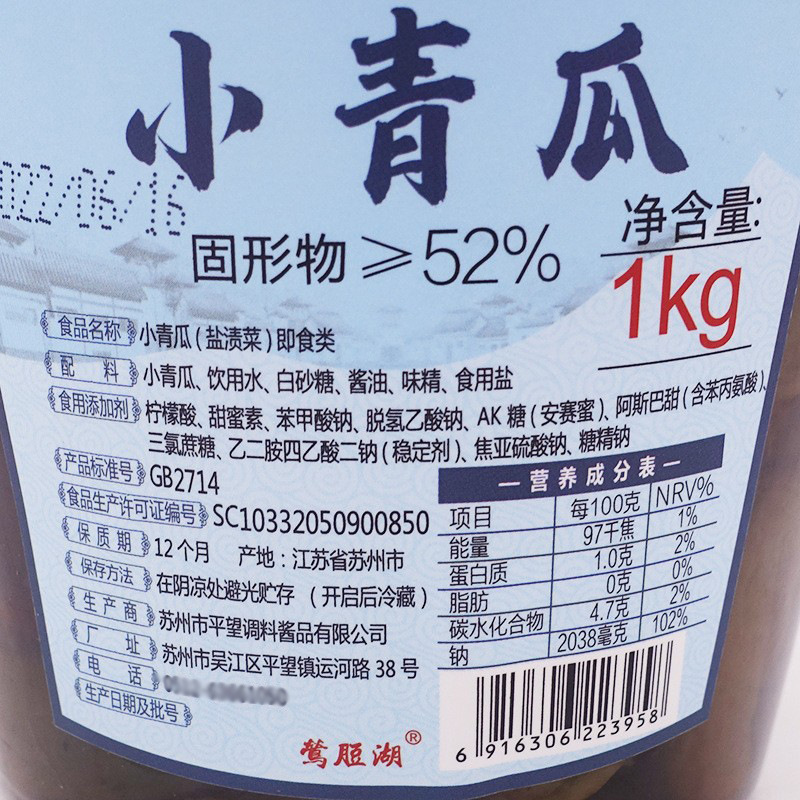 小青瓜
022/06/16
固形物≥52%
净含量:
1kg
食品名称 小青瓜(盐渍菜)即食类
配料 小青瓜、饮用水、白砂糖、酱油、味精、食用盐
食用添加剂 柠檬酸、甜蜜素、苯甲酸钠、脱氢乙酸钠、AK糖(安赛蜜)、阿斯巴甜(含苯丙氨酸)、
三氯蔗糖、乙二胺四乙酸二钠(稳定剂)、焦亚硫酸钠、糖精钠
产品标准号 GB2714
食品生产许可证编号 SC10332050900850
保质期 12个月 产地:江苏省苏州市
保存方法 在阴凉处避光贮存 (开启后冷藏)
生产商 苏州市平望调料酱品有限公司
厂址 苏州市吴江区平望镇运河路38号
电话
生产日期及批号
营养成分表
项目 每100克 NRV%
能量 97千焦 1%
蛋白质 1.0克 2%
脂肪 0克 0%
碳水化合物 4.7克 2%
钠 2038毫克 102%
莺脰湖®
6 916306 223958